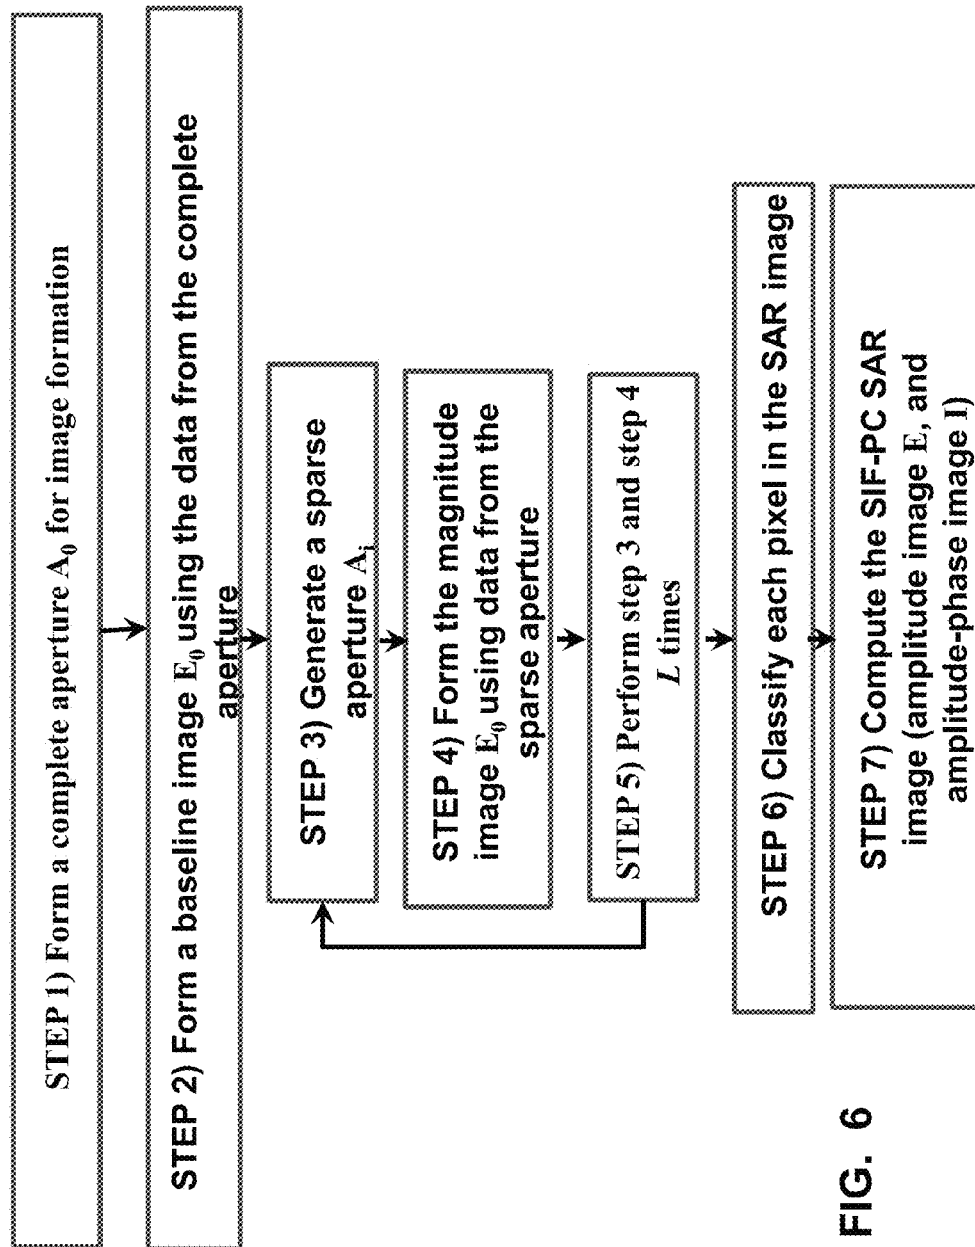 STEP 1) Form a complete aperture A₀ for image formation
STEP 2) Form a baseline image E₀ using the data from the complete
aperture
STEP 3) Generate a sparse
aperture Aᵢ
STEP 4) Form the magnitude
image E₀ using data from the
sparse aperture
STEP 5) Perform step 3 and step 4
L times
STEP 6) Classify each pixel in the SAR image
STEP 7) Compute the SIF-PC SAR
image (amplitude image E, and
amplitude-phase image I)
FIG. 6